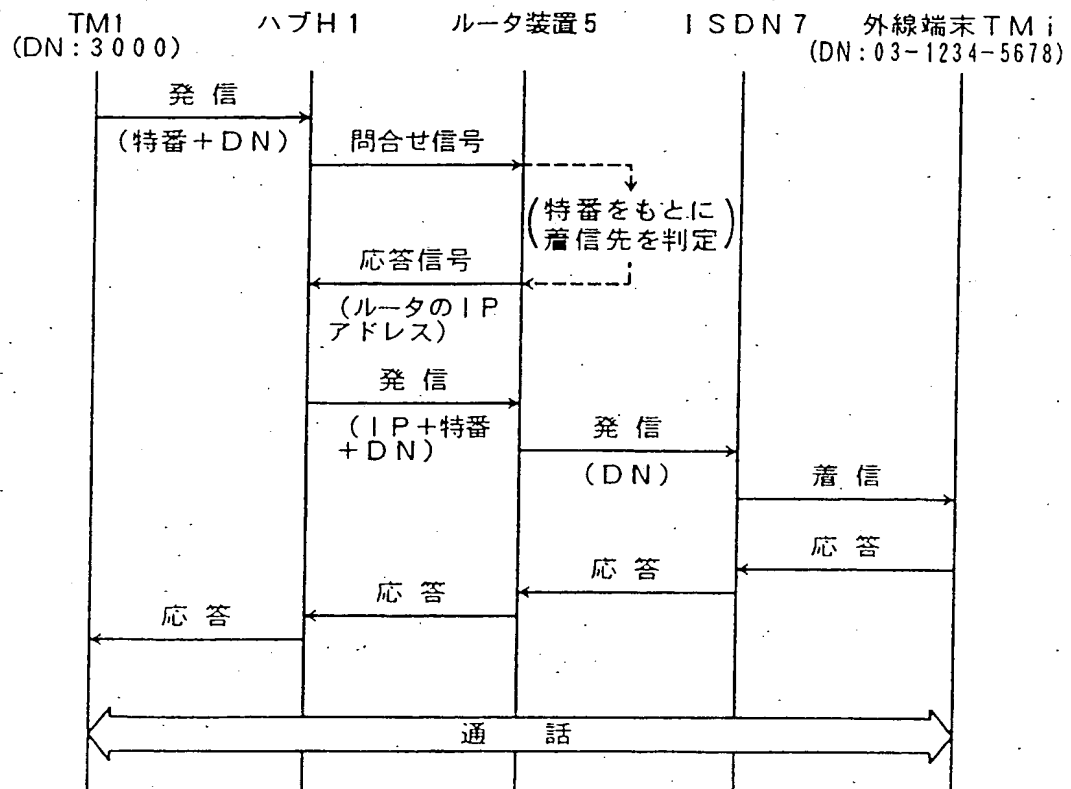 TM1 ハブH1 ルータ装置5 ISDN7 外線端末TMi
(DN:3000) (DN:03-1234-5678)
発信
(特番+DN)
問合せ信号
(特番をもとに
着信先を判定)
応答信号
(ルータのIP
アドレス)
発信
(IP+特番
+DN)
発信
(DN)
着信
応答
応答
応答
応答
通話